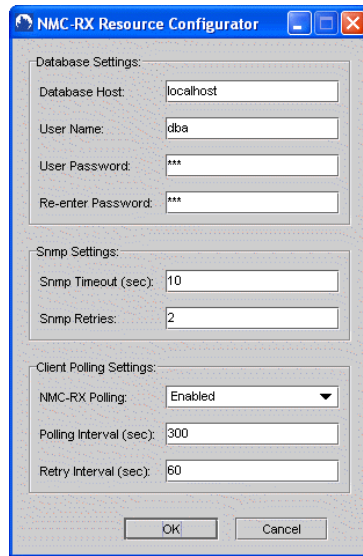 NMC-RX Resource Configurator
Database Settings:
Database Host: localhost
User Name: dba
User Password: ***
Re-enter Password: ***
Snmp Settings:
Snmp Timeout (sec): 10
Snmp Retries: 2
Client Polling Settings:
NMC-RX Polling: Enabled
Polling Interval (sec): 300
Retry Interval (sec): 60
OK Cancel